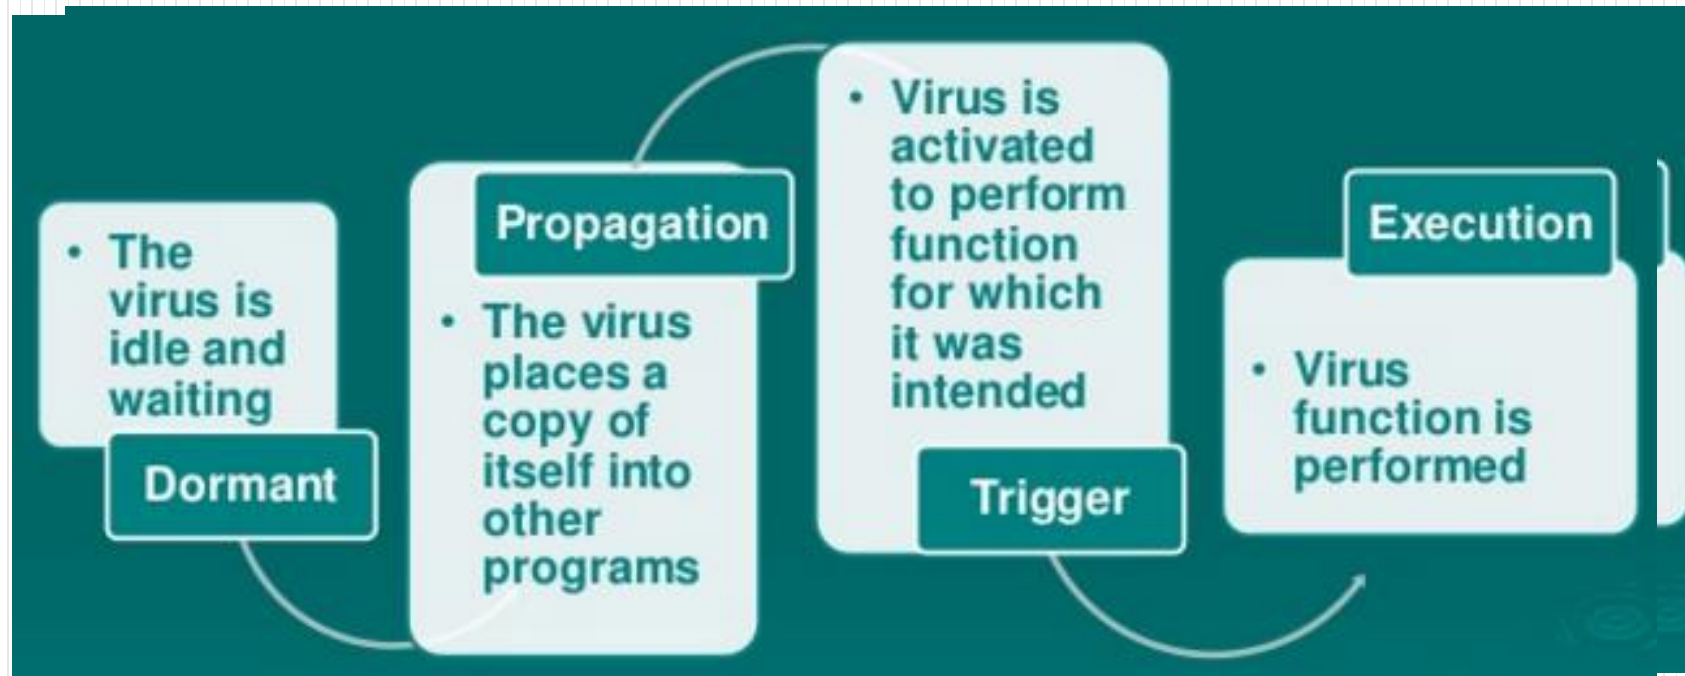 • The
virus is
idle and
waiting
Dormant
Propagation
• The virus
places a
copy of
itself into
other
programs
• Virus is
activated
to perform
function
for which
it was
intended
Trigger
Execution
• Virus
function is
performed